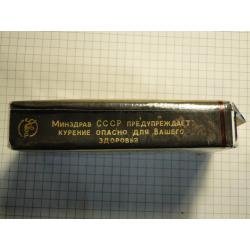 Минздрав СССР предупреждает:
курение опасно для Вашего
здоровья